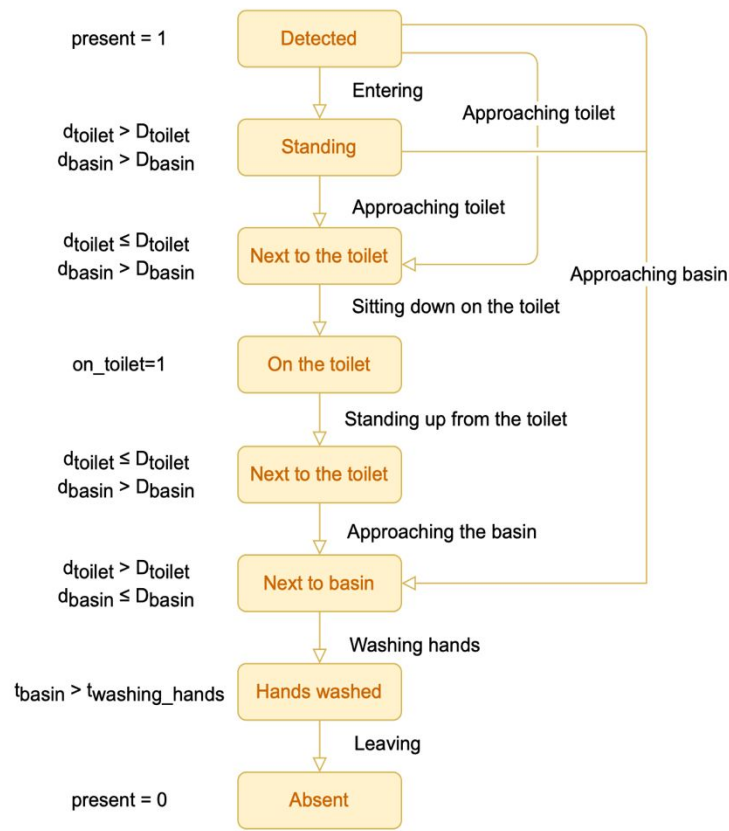 present = 1
Detected
Entering
Approaching toilet
dtoilet > Dtoilet
dbasin > Dbasin
Standing
Approaching toilet
dtoilet ≤ Dtoilet
dbasin > Dbasin
Next to the toilet
Approaching basin
Sitting down on the toilet
on_toilet=1
On the toilet
Standing up from the toilet
dtoilet ≤ Dtoilet
dbasin > Dbasin
Next to the toilet
Approaching the basin
dtoilet > Dtoilet
dbasin ≤ Dbasin
Next to basin
Washing hands
tbasin > twashing_hands
Hands washed
Leaving
present = 0
Absent